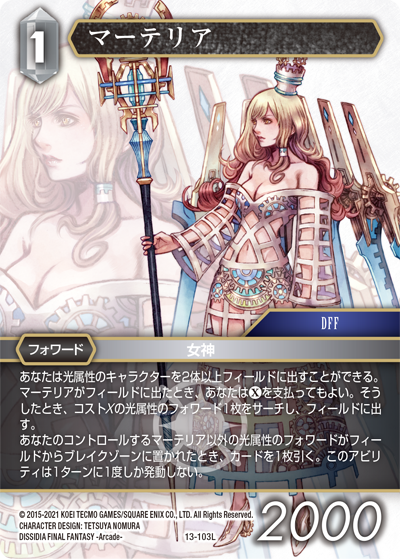 1
マーテリア
DFF
フォワード
女神
あなたは光属性のキャラクターを2体以上フィールドに出すことができる。
マーテリアがフィールドに出たとき、あなたはXを支払ってもよい。そ
うしたとき、コストXのフォワード1枚をサーチし、フィールドに出
す。
あなたのコントロールするマーテリア以外の光属性のフォワードがフィー
ルドからブレイクゾーンに置かれたとき、カードを1枚引く。このアビ
リティは1ターンに1度しか発動しない。
© 2015-2021 KOEI TECMO GAMES/SQUARE ENIX CO., LTD. All Rights Reserved.
CHARACTER DESIGN: TETSUYA NOMURA
DISSIDIA FINAL FANTASY -Arcade-
13-103L
2000